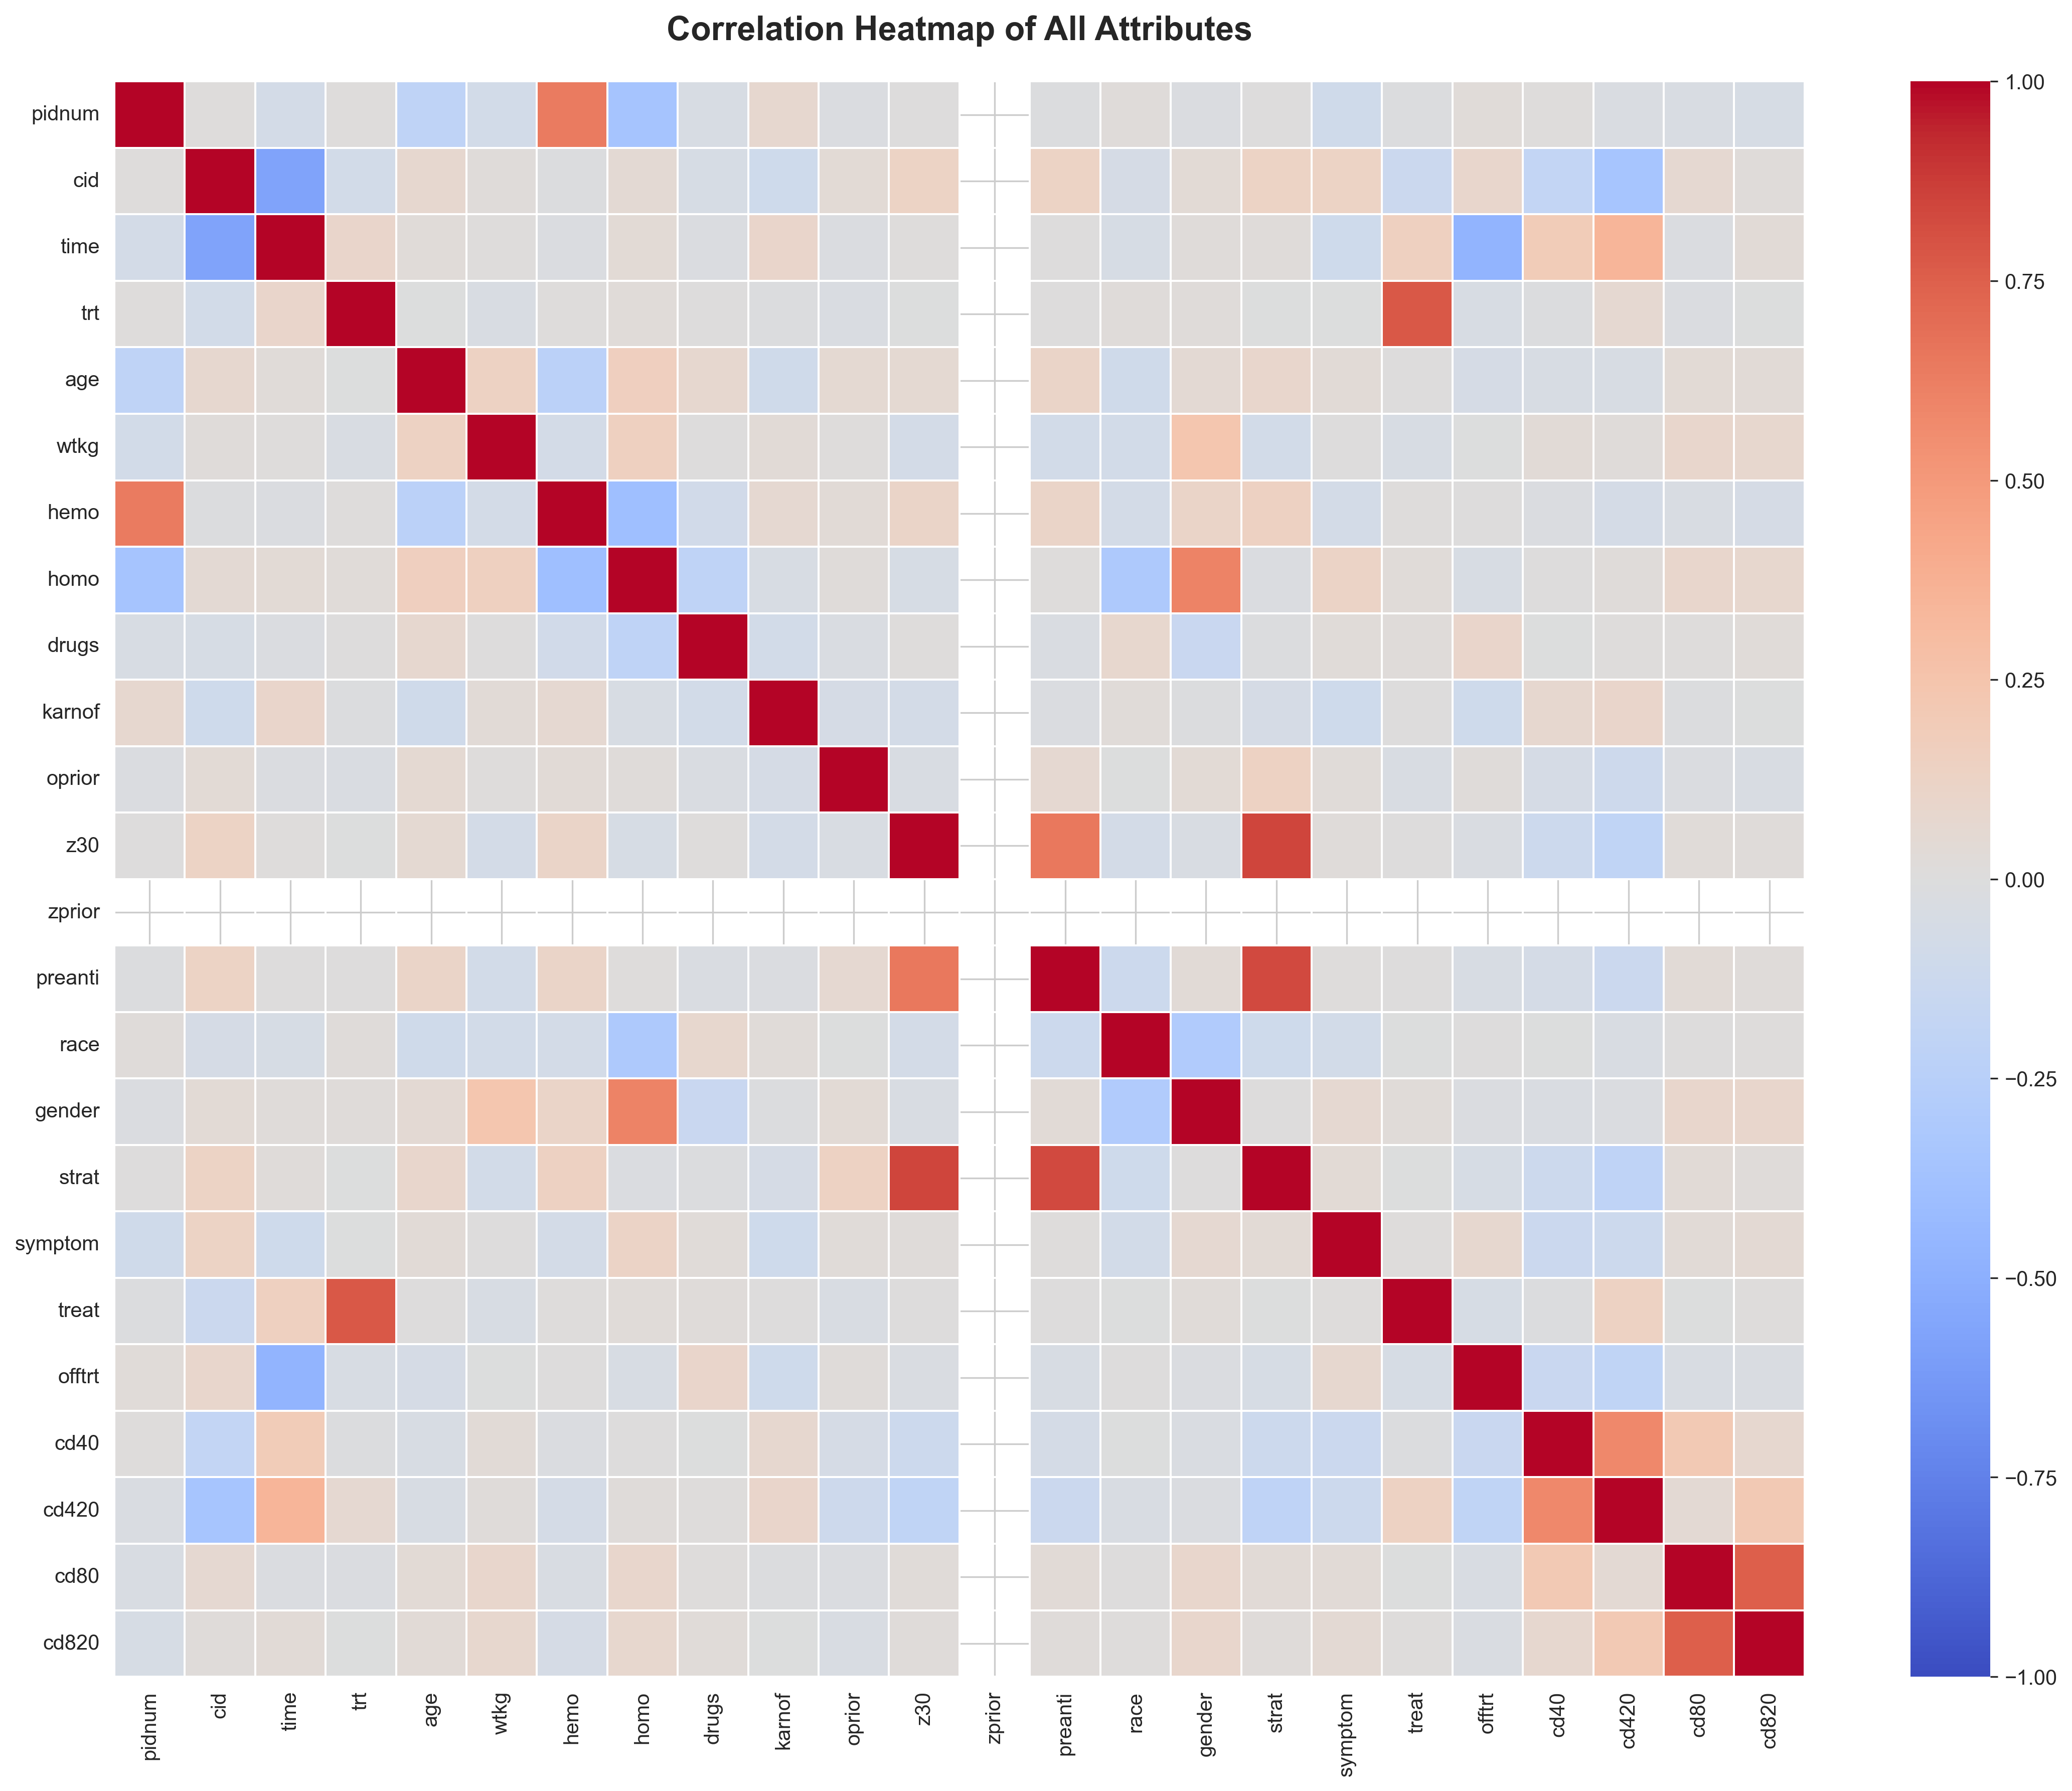 Correlation Heatmap of All Attributes
pidnum
cid
time
trt
age
wtkg
hemo
homo
drugs
karnof
oprior
z30
zprior
preanti
race
gender
strat
symptom
treat
offtrt
cd40
cd420
cd80
cd820
pidnum
cid
time
trt
age
wtkg
hemo
homo
drugs
karnof
oprior
z30
zprior
preanti
race
gender
strat
symptom
treat
offtrt
cd40
cd420
cd80
cd820
1.00
0.75
0.50
0.25
0.00
−0.25
−0.50
−0.75
−1.00